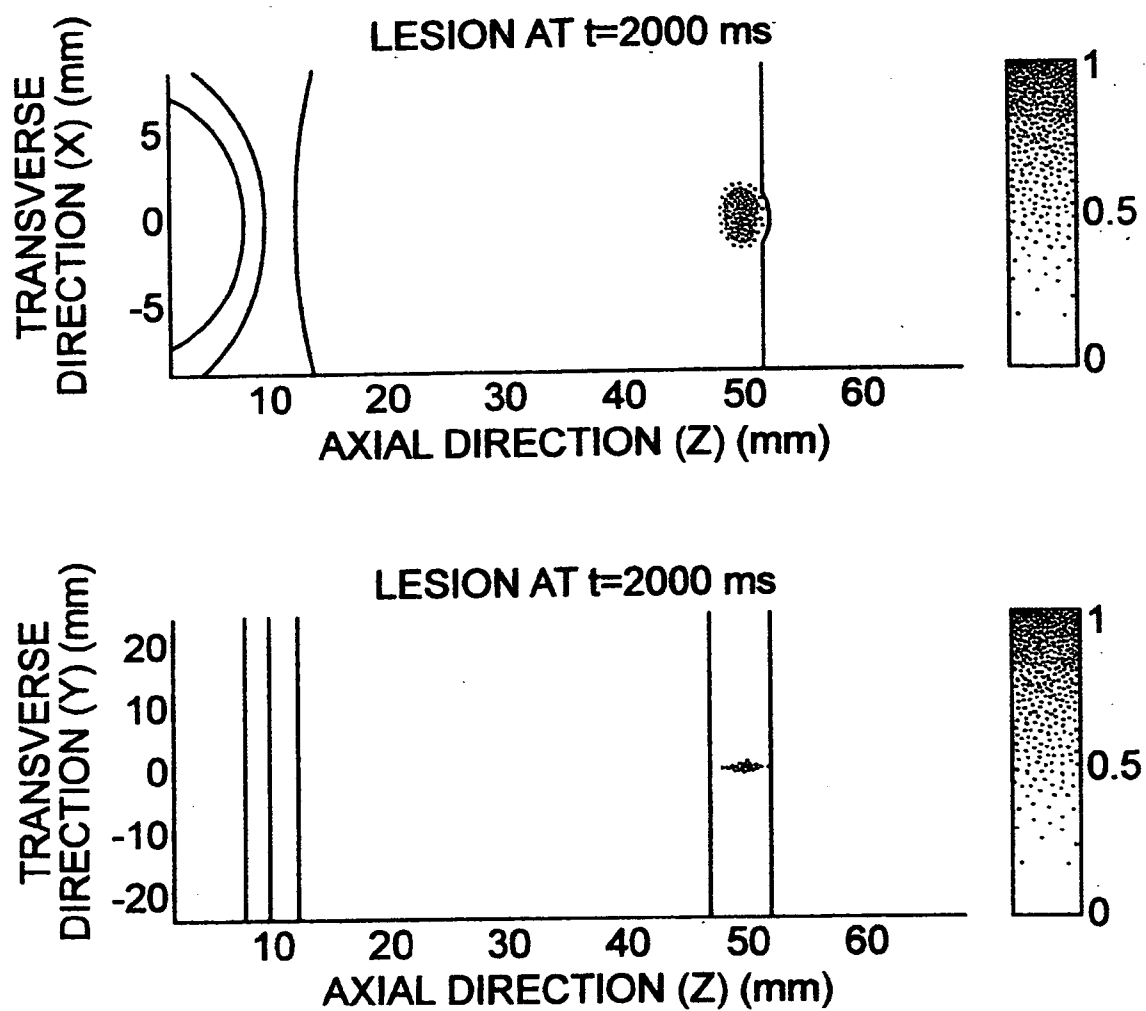 LESION AT t=2000 ms
TRANSVERSE
DIRECTION (X) (mm)
5
0
-5
10 20 30 40 50 60
AXIAL DIRECTION (Z) (mm)
1
0.5
0
LESION AT t=2000 ms
TRANSVERSE
DIRECTION (Y) (mm)
20
10
0
-10
-20
10 20 30 40 50 60
AXIAL DIRECTION (Z) (mm)
1
0.5
0